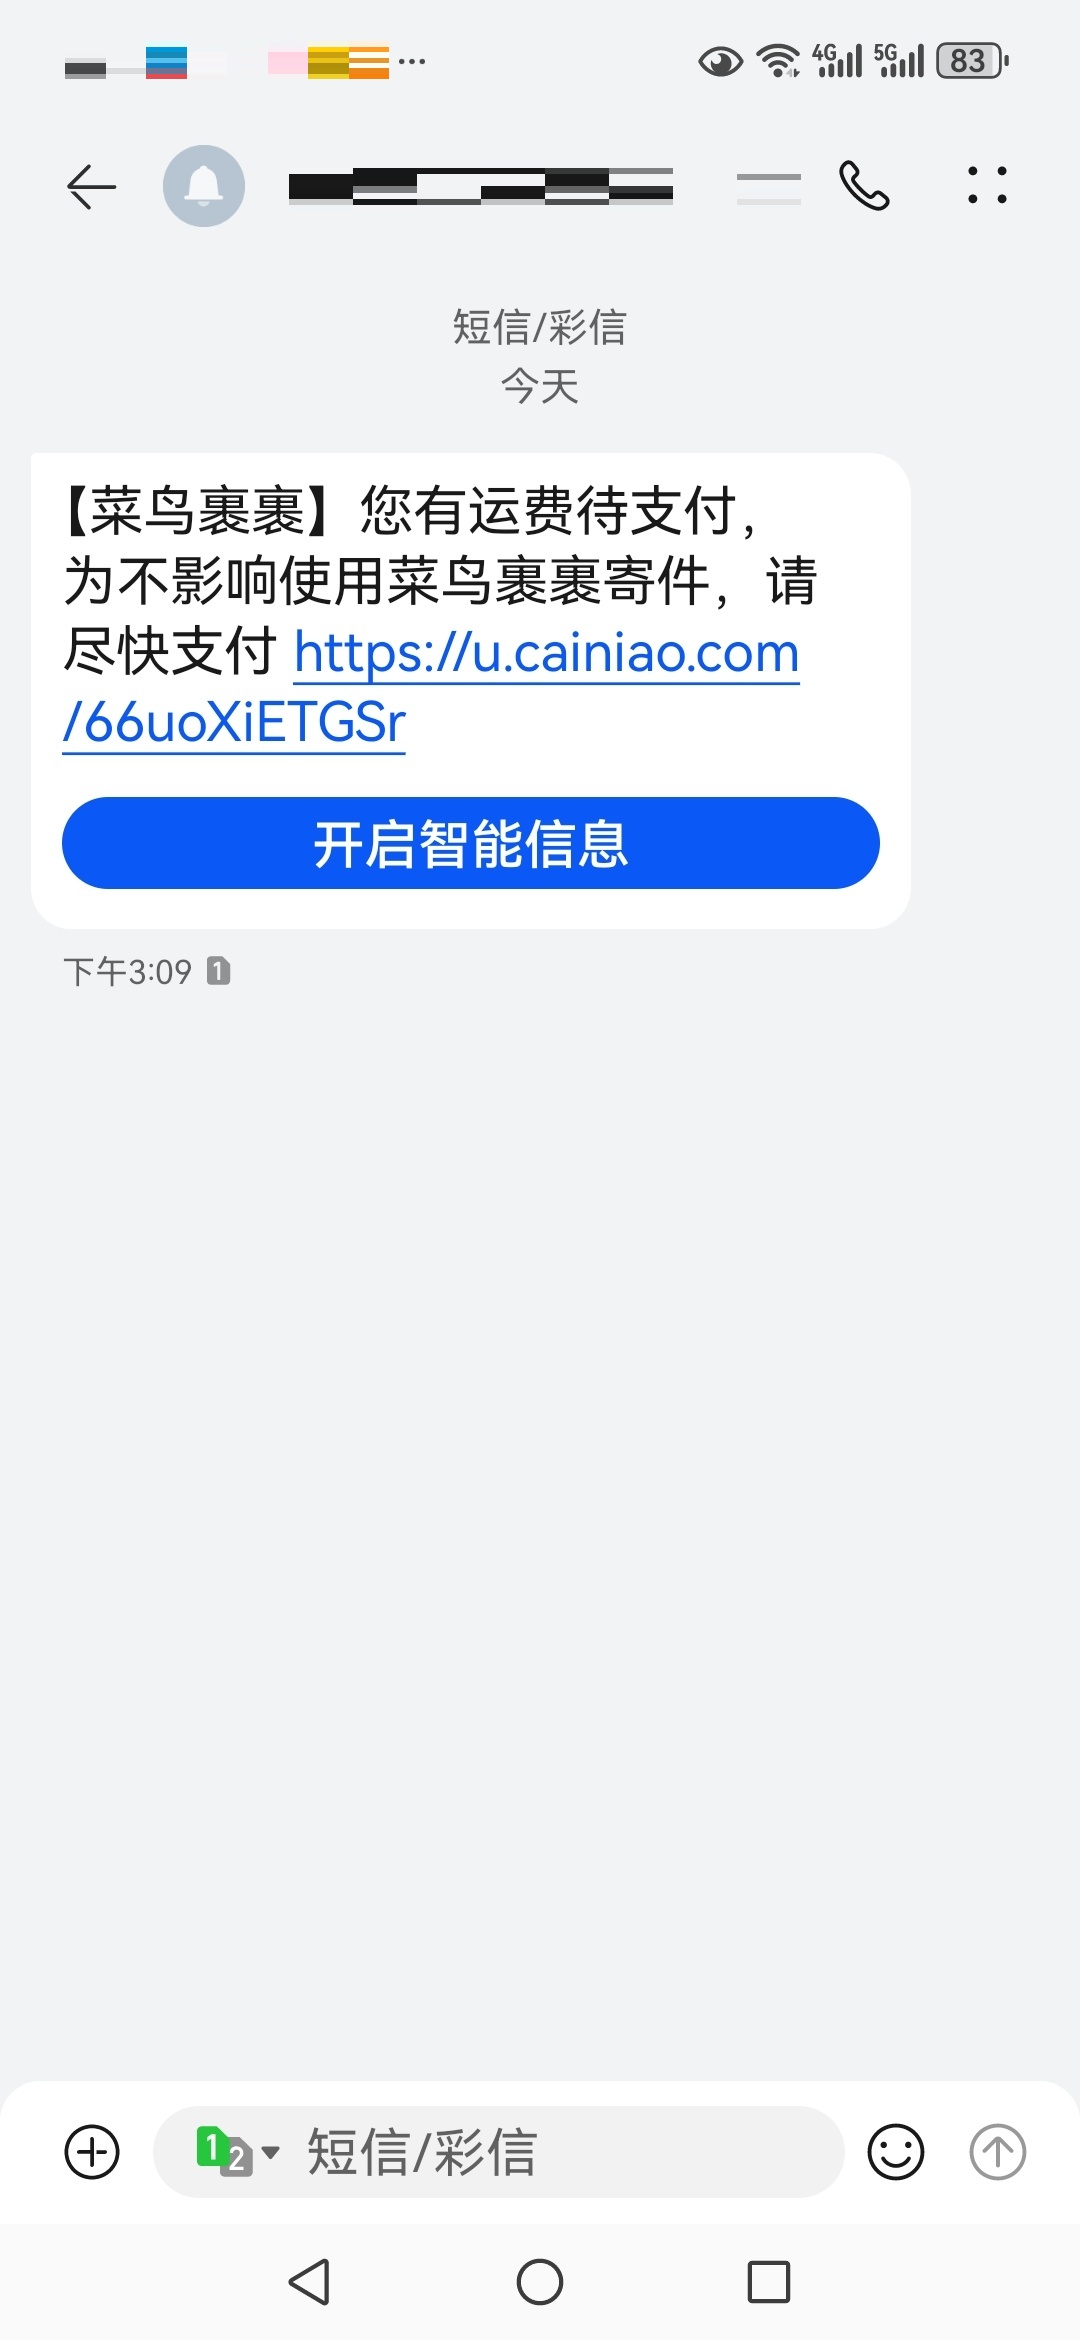 4G 5G 83
短信/彩信
今天
【菜鸟裹裹】您有运费待支付，
为不影响使用菜鸟裹裹寄件，请
尽快支付 https://u.cainiao.com
/66uoXiETGSr
开启智能信息
下午3:09 1
1 2 短信/彩信